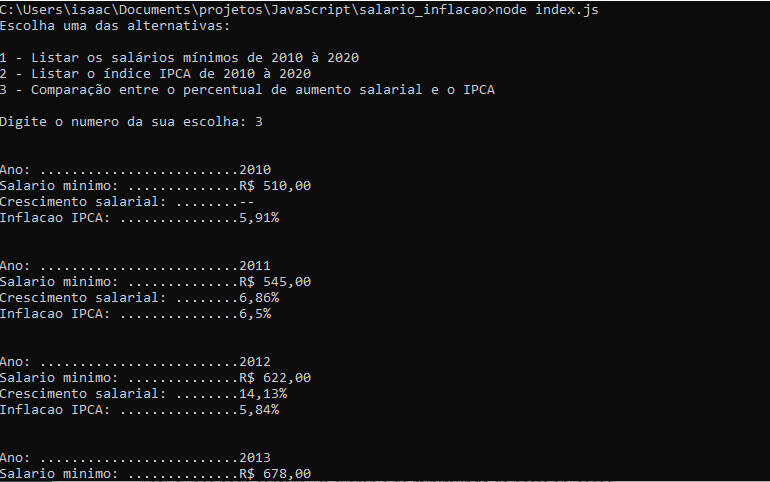 C:\Users\isaac\Documents\projetos\JavaScript\salario_inflacao>node index.js
Escolha uma das alternativas:
1 - Listar os salários mínimos de 2010 à 2020
2 - Listar o índice IPCA de 2010 à 2020
3 - Comparação entre o percentual de aumento salarial e o IPCA
Digite o numero da sua escolha: 3
Ano: .........................2010
Salario minimo: ..............R$ 510,00
Crescimento salarial: ........--
Inflacao IPCA: ...............5,91%
Ano: .........................2011
Salario minimo: ..............R$ 545,00
Crescimento salarial: ........6,86%
Inflacao IPCA: ...............6,5%
Ano: .........................2012
Salario minimo: ..............R$ 622,00
Crescimento salarial: ........14,13%
Inflacao IPCA: ...............5,84%
Ano: .........................2013
Salario minimo: ..............R$ 678,00